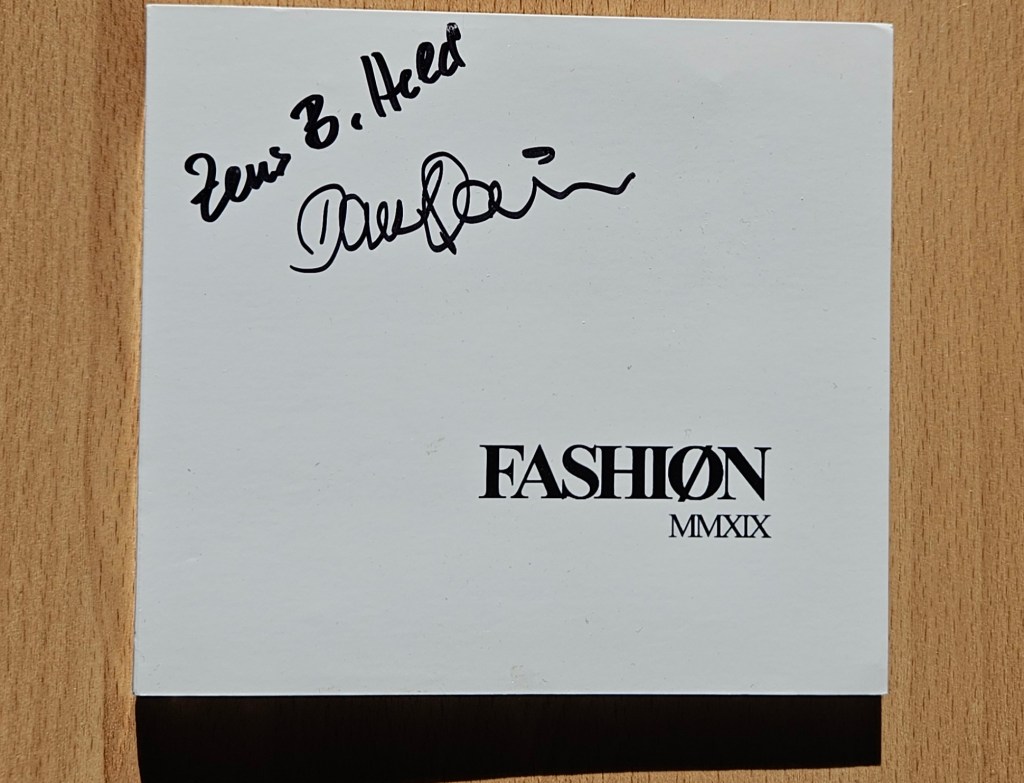 Zeus B. Held
FASHIØN
MMXIX